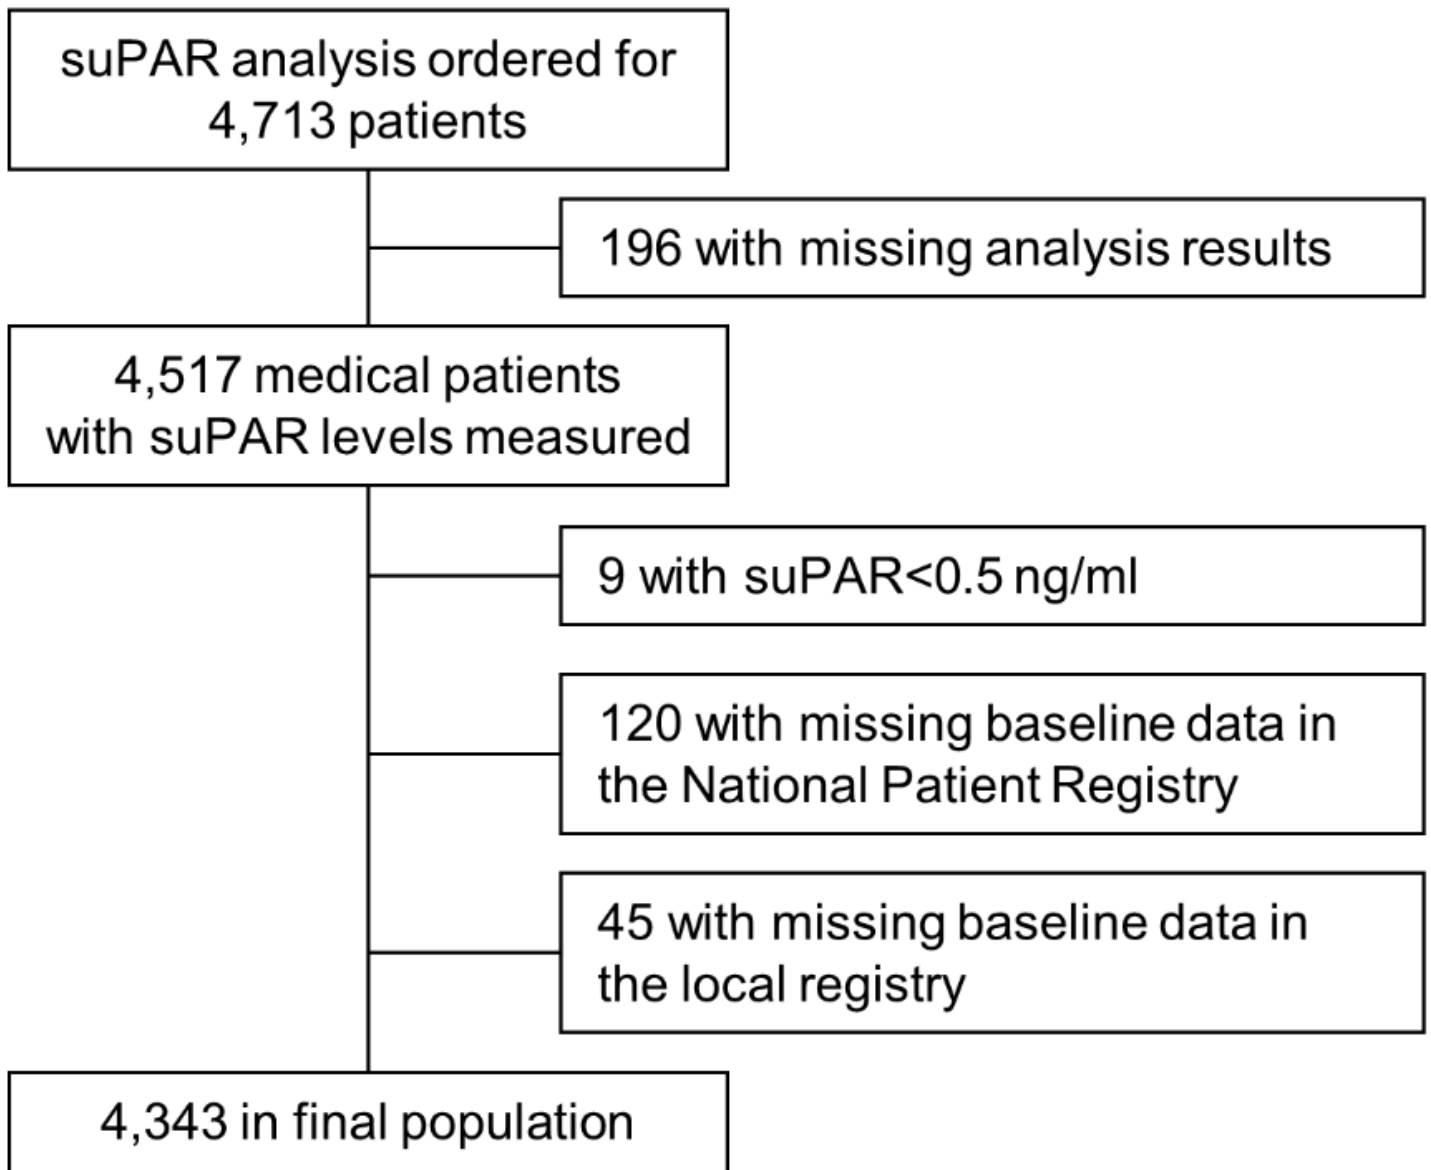 suPAR analysis ordered for
4,713 patients
196 with missing analysis results
4,517 medical patients
with suPAR levels measured
9 with suPAR<0.5 ng/ml
120 with missing baseline data in
the National Patient Registry
45 with missing baseline data in
the local registry
4,343 in final population